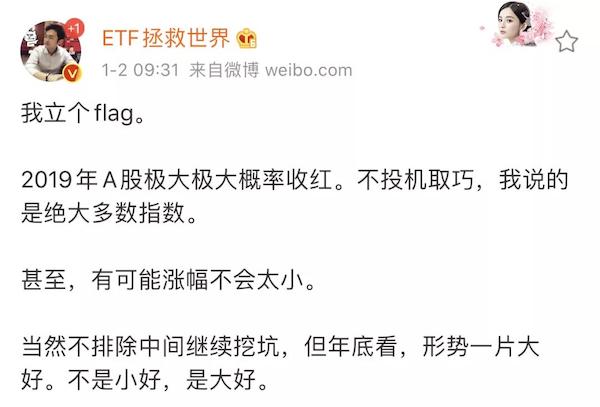 ETF拯救世界
1-2 09:31 来自微博 weibo.com
我立个flag。
2019年A股极大极大概率收红。不投机取巧，我说的
是绝大多数指数。
甚至，有可能涨幅不会太小。
当然不排除中间继续挖坑，但年底看，形势一片大
好。不是小好，是大好。